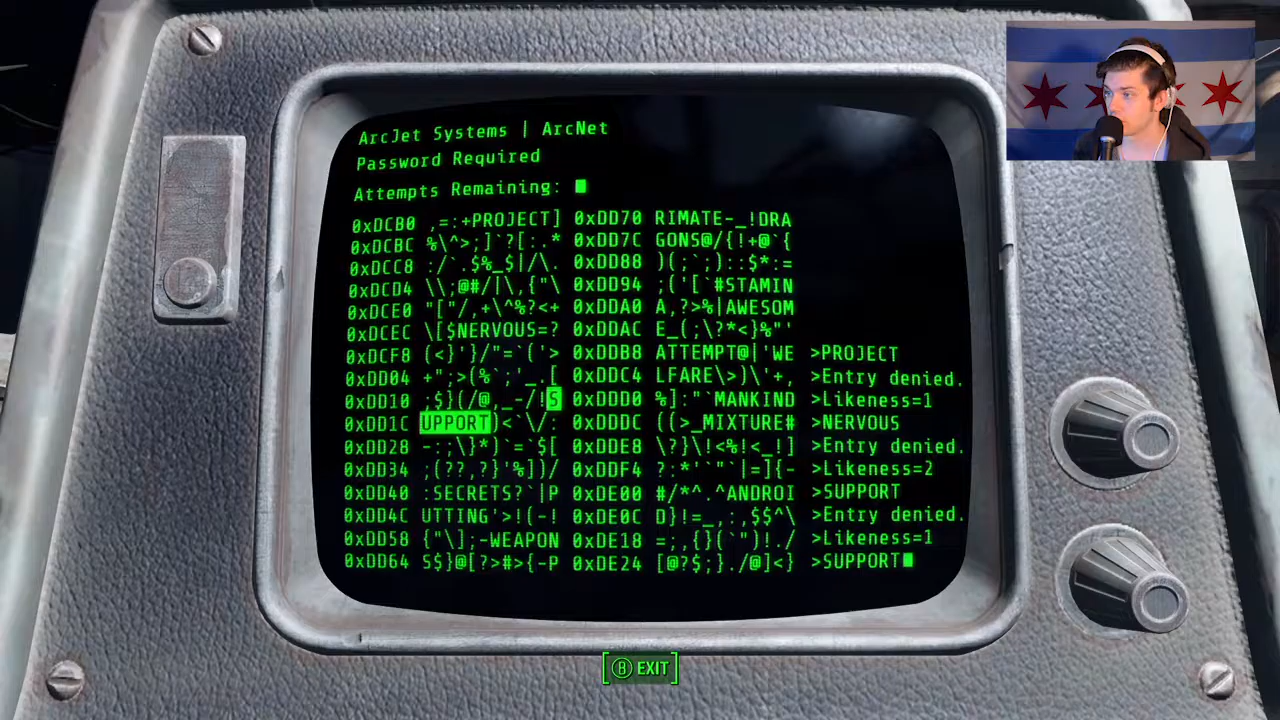 ArcJet Systems | ArcNet
Password Required
Attempts Remaining: ■
0xDCB0 ,=:+PROJECT] 0xDD70 RIMATE-_!DRA
0xDCBC %\^>;]`?[:..* 0xDD7C GONS@/{!+@`{
0xDCC8 :/`.$%_$|/\. 0xDD88 )(;`;)::$*:=
0xDCD4 \\;@#/|\,{"\ 0xDD94 ;('[`#STAMIN
0xDCE0 "["/,+\^%?<+ 0xDDA0 A,?>%|AWESOM
0xDCEC \[$NERVOUS=? 0xDDAC E_(;\?*<}%"'
0xDCF8 (<}'}/"=`('> 0xDDB8 ATTEMPT@|'WE >PROJECT
0xDD04 +";>(%`;'_.[ 0xDDC4 LFARE\>)\'+, >Entry denied.
0xDD10 ;$}(/@,_-/!S 0xDDD0 %]:"`MANKIND >Likeness=1
0xDD1C UPPORT)<`\/: 0xDDDC ((>_MIXTURE# >NERVOUS
0xDD28 -:;\}*)`=`$[ 0xDDE8 \?}\!<%!<_!] >Entry denied.
0xDD34 ;(??,?}'%])/ 0xDDF4 ?:*'`"`|=]{- >Likeness=2
0xDD40 :SECRETS?`|P 0xDE00 #/*^.^ANDROI >SUPPORT
0xDD4C UTTING'>!(-! 0xDE0C D}!=_,:,$$^\ >Entry denied.
0xDD58 {"\];-WEAPON 0xDE18 =;,{}(`")!./ >Likeness=1
0xDD64 S$}@[?>#>{-P 0xDE24 [@?$;}./@]<} >SUPPORT■
Ⓑ EXIT